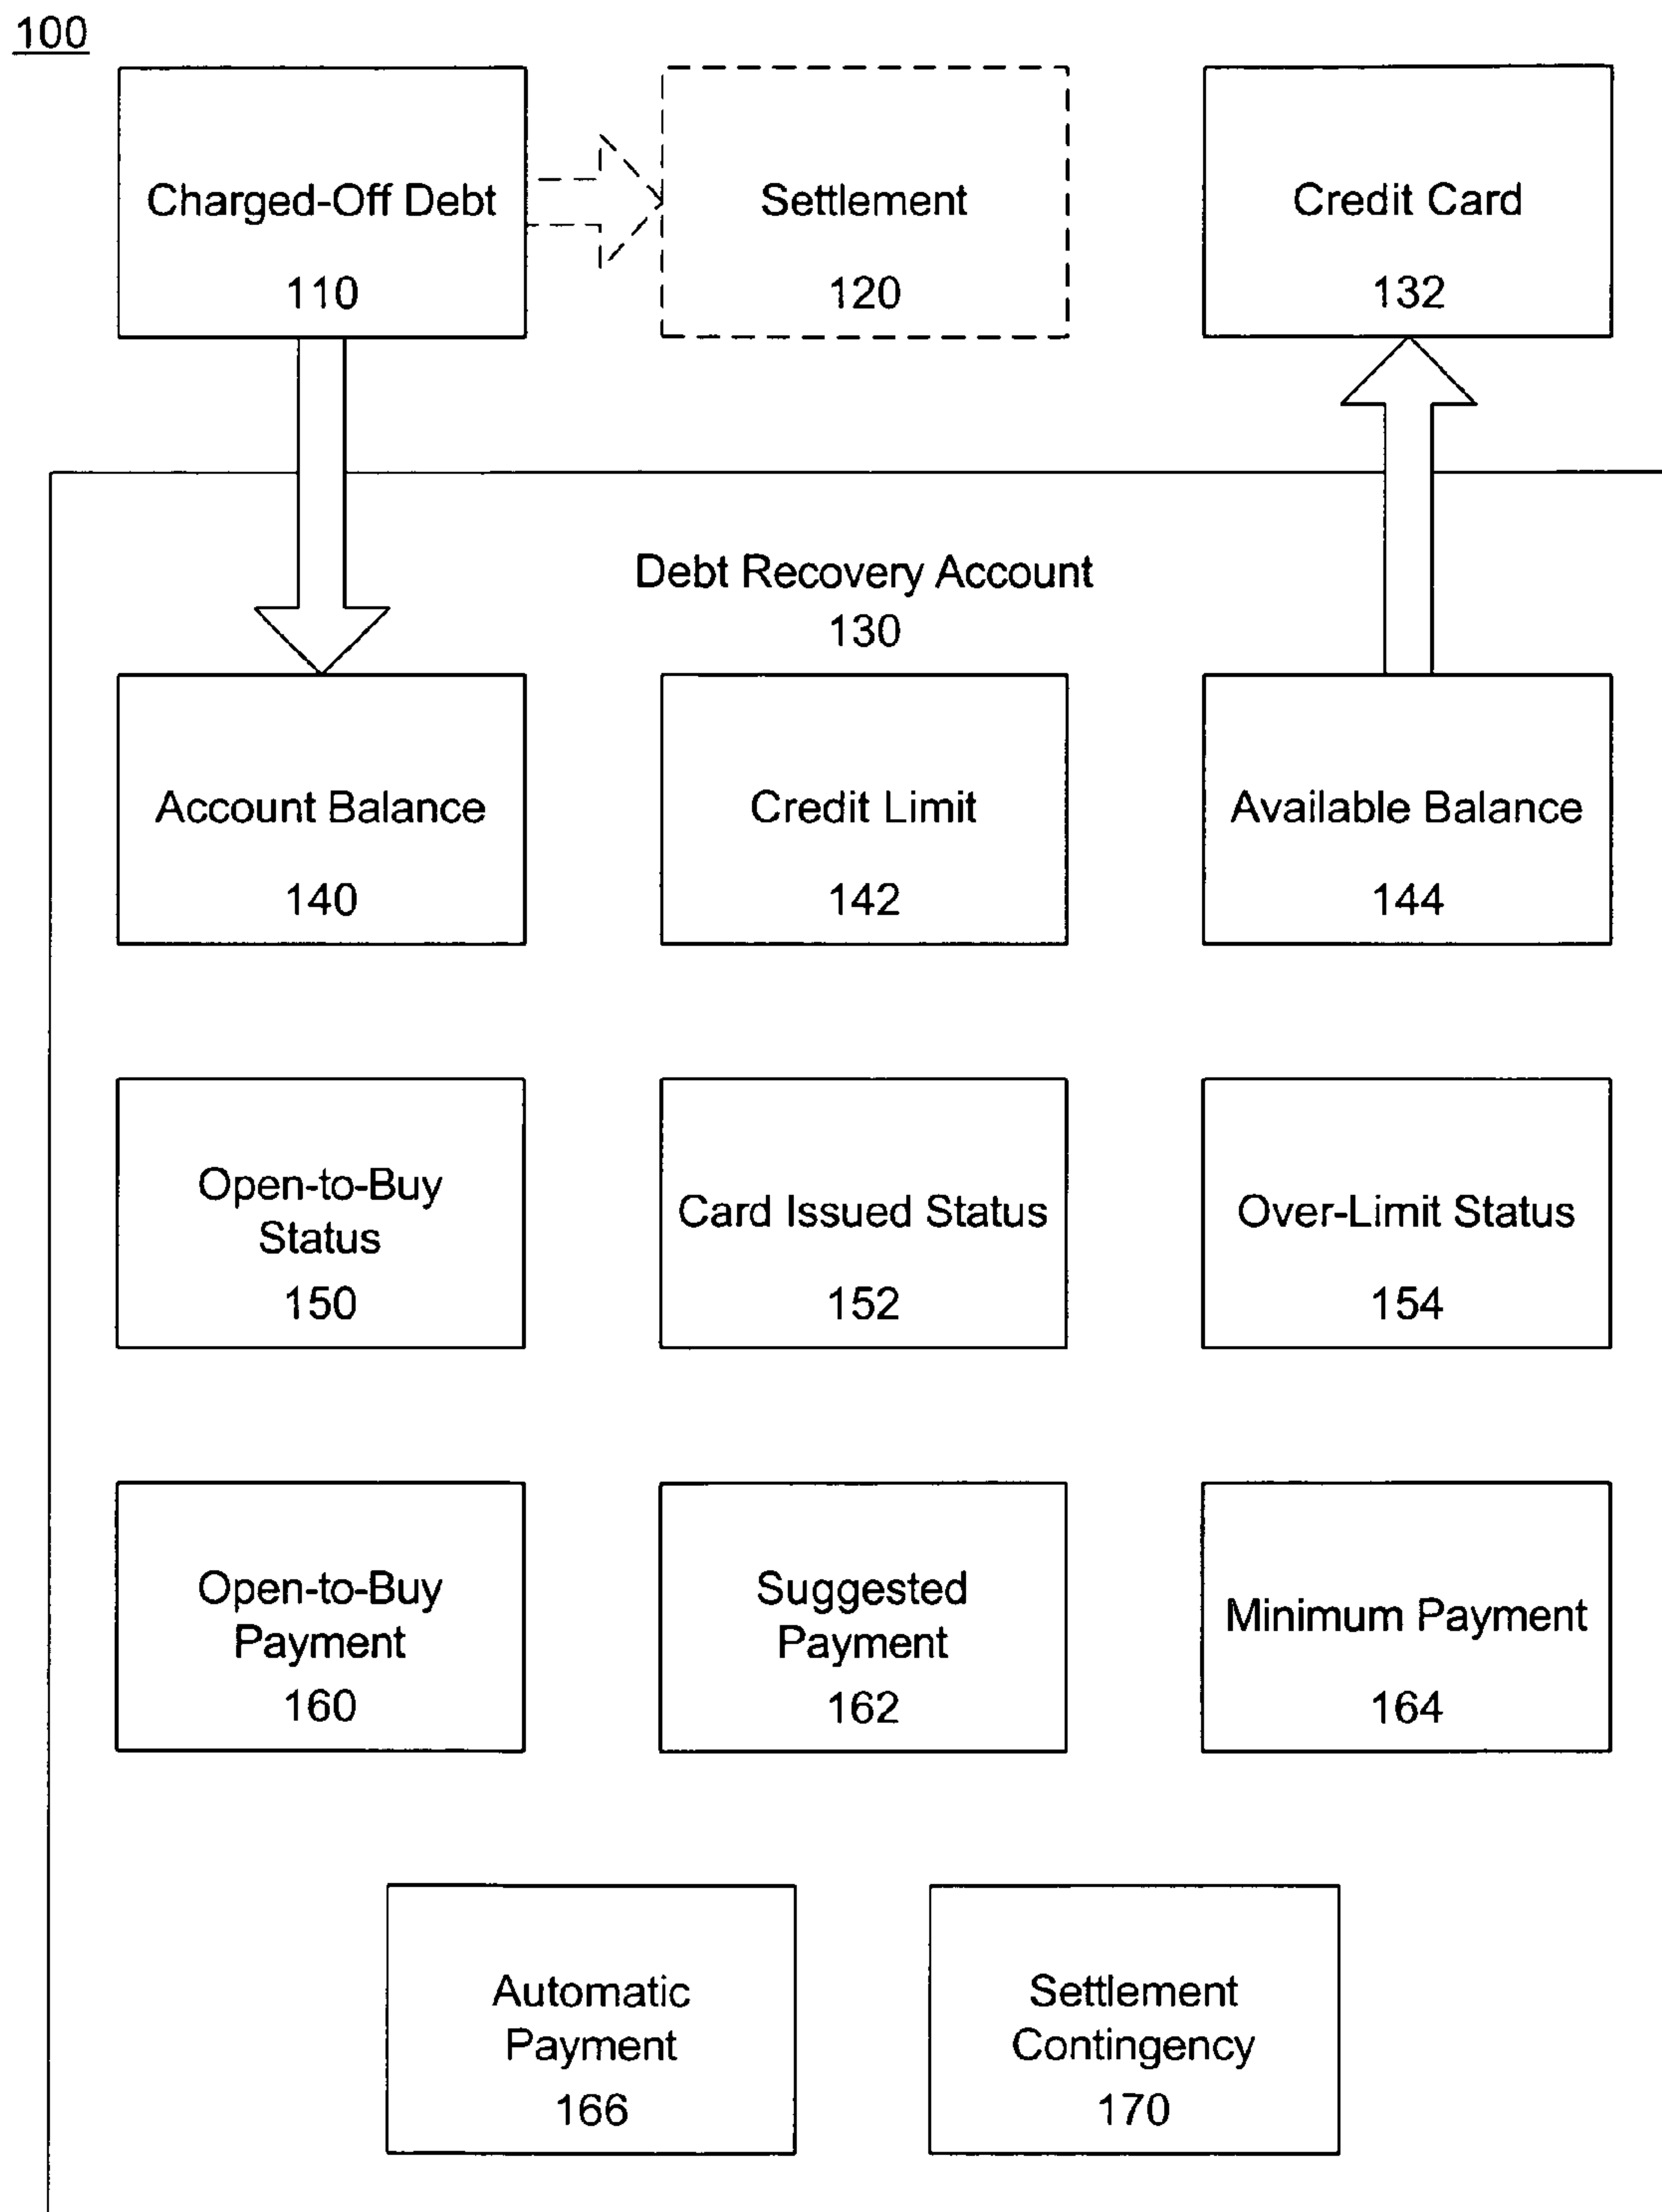 100
Charged-Off Debt
110
Settlement
120
Credit Card
132
Debt Recovery Account
130
Account Balance
140
Credit Limit
142
Available Balance
144
Open-to-Buy
Status
150
Card Issued Status
152
Over-Limit Status
154
Open-to-Buy
Payment
160
Suggested
Payment
162
Minimum Payment
164
Automatic
Payment
166
Settlement
Contingency
170